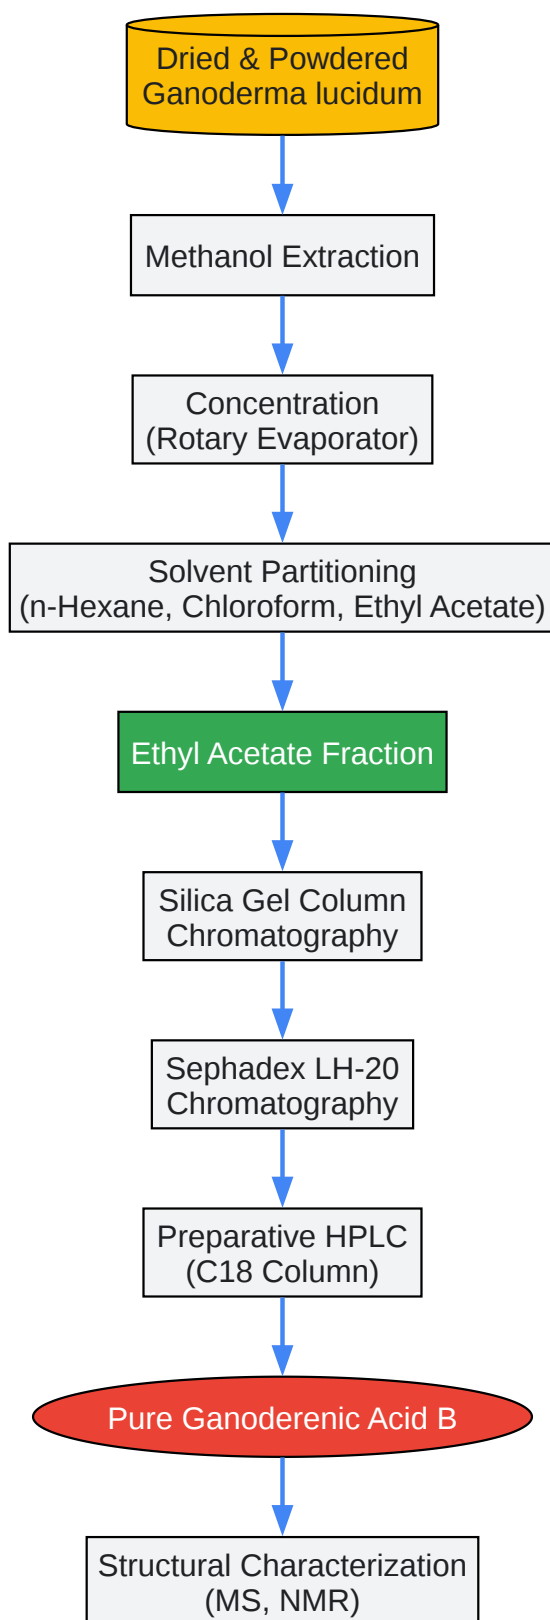 Dried & Powdered
Ganoderma lucidum
Methanol Extraction
Concentration
(Rotary Evaporator)
Solvent Partitioning
(n-Hexane, Chloroform, Ethyl Acetate)
Ethyl Acetate Fraction
Silica Gel Column
Chromatography
Sephadex LH-20
Chromatography
Preparative HPLC
(C18 Column)
Pure Ganoderenic Acid B
Structural Characterization
(MS, NMR)